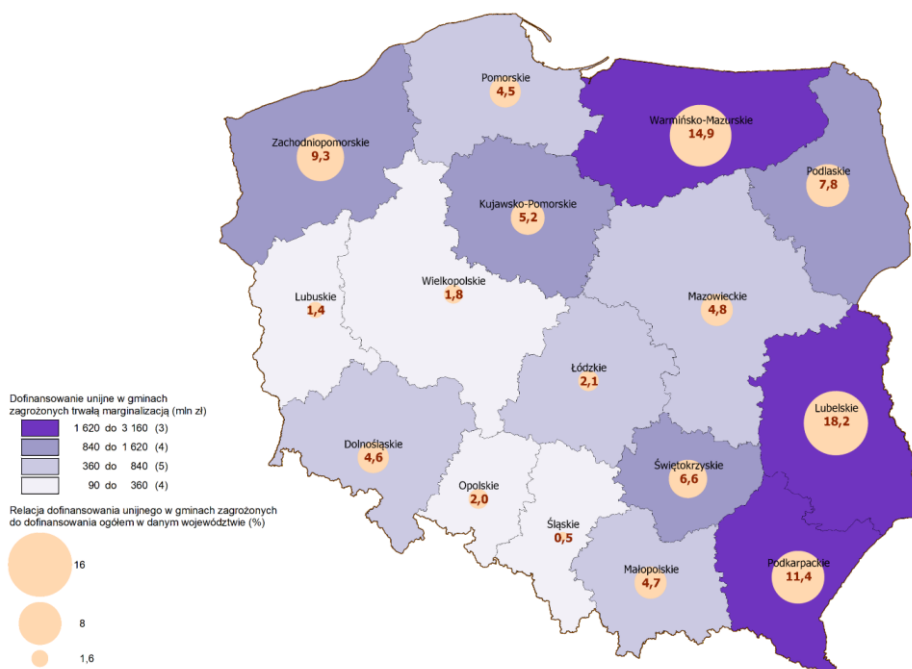 Pomorskie
4,5
Warmińsko-Mazurskie
14,9
Zachodniopomorskie
9,3
Podlaskie
7,8
Kujawsko-Pomorskie
5,2
Wielkopolskie
1,8
Lubuskie
1,4
Mazowieckie
4,8
Łódzkie
2,1
Lubelskie
18,2
Dolnośląskie
4,6
Świętokrzyskie
6,6
Opolskie
2,0
Śląskie
0,5
Małopolskie
4,7
Podkarpackie
11,4
Dofinansowanie unijne w gminach
zagrożonych trwałą marginalizacją (mln zł)
1 620 do 3 160 (3)
840 do 1 620 (4)
360 do 840 (5)
90 do 360 (4)
Relacja dofinansowania unijnego w gminach zagrożonych
do dofinansowania ogółem w danym województwie (%)
16
8
1,6